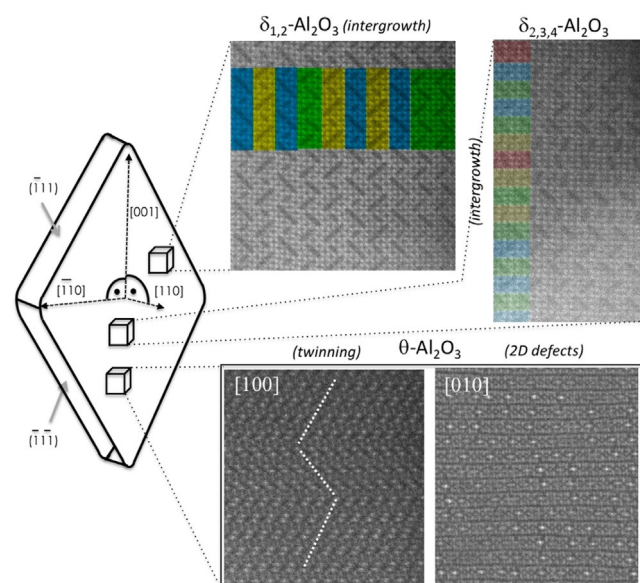 δ1,2-Al2O3 (intergrowth)
δ2,3,4-Al2O3
(intergrowth)
(1̅11)
[001]
[1̅10]
[110]
(1̅1̅1̅)
(twinning)
θ-Al2O3
(2D defects)
[100]
[010]